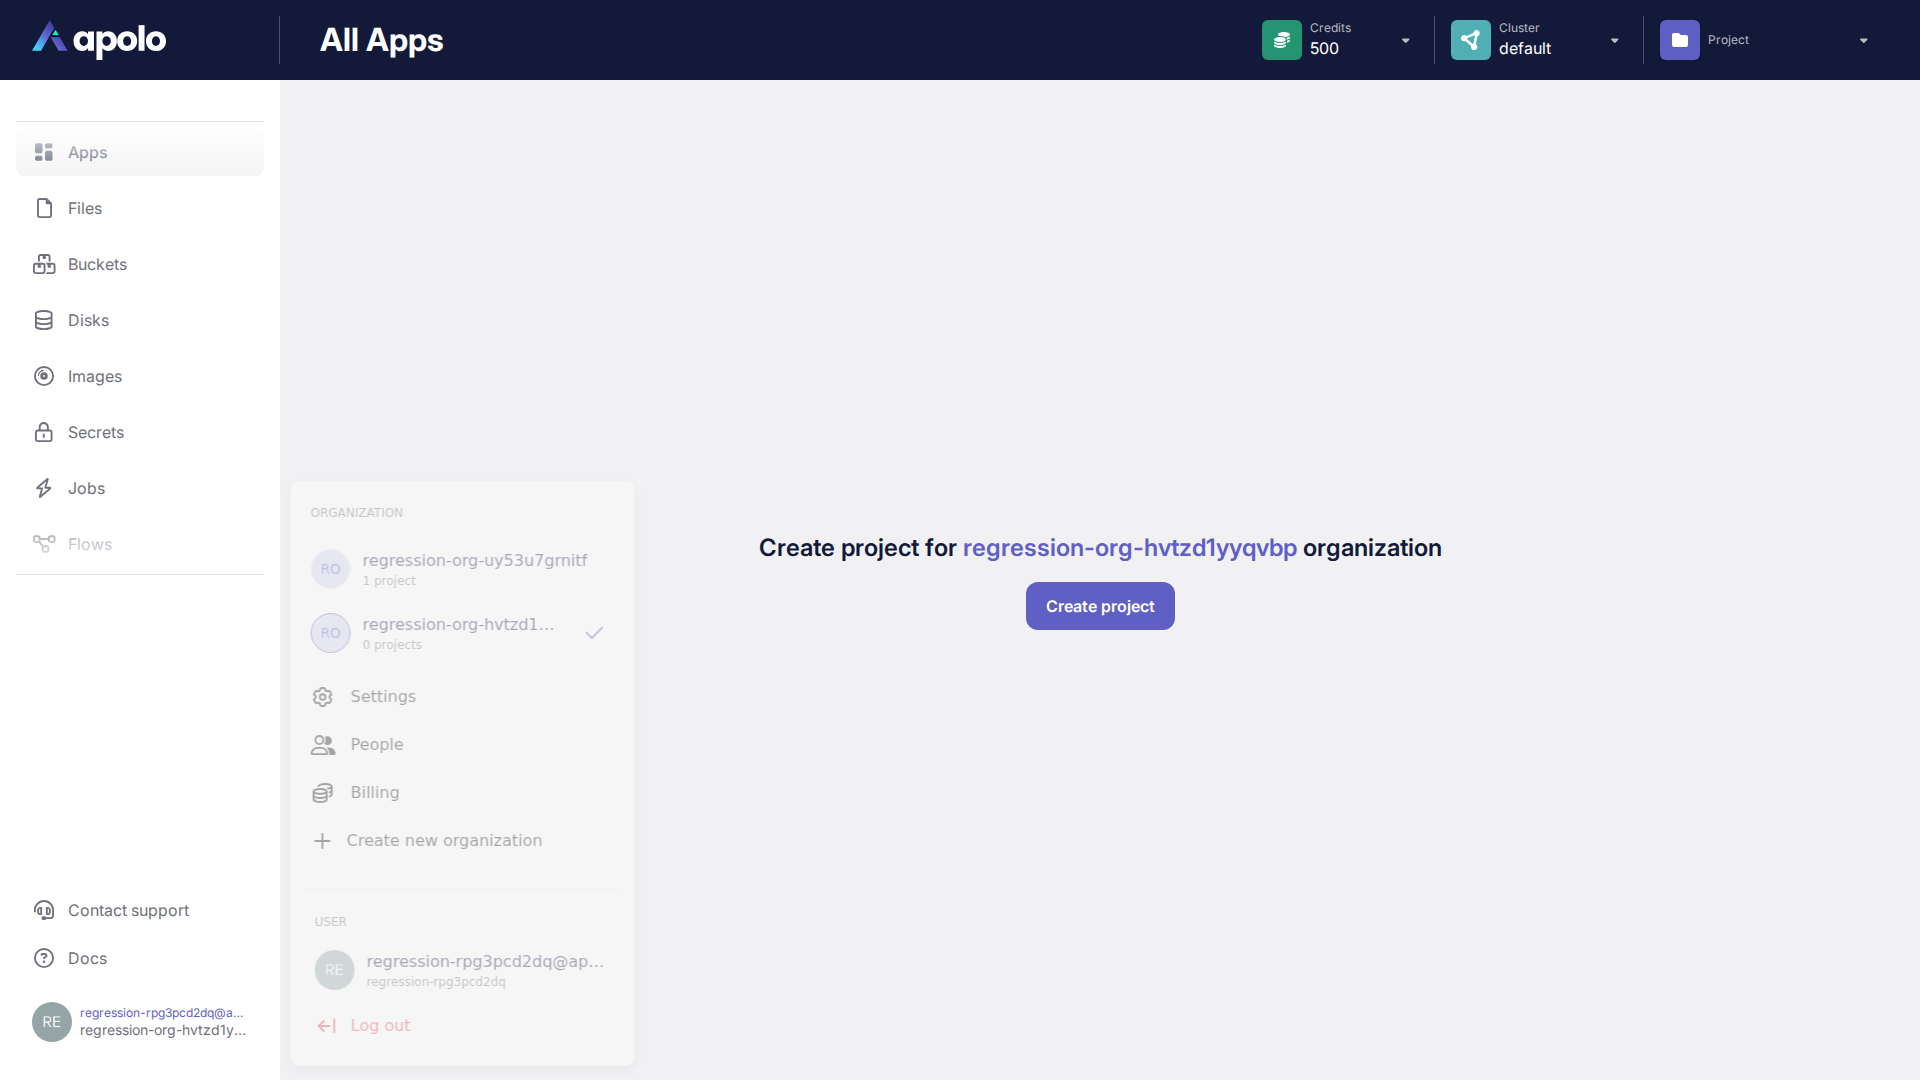 apolo
All Apps
Credits
500
Cluster
default
Project
Apps
Files
Buckets
Disks
Images
Secrets
Jobs
Flows
ORGANIZATION
RO
regression-org-uy53u7grnitf
1 project
RO
regression-org-hvtzd1...
0 projects
Settings
People
Billing
Create new organization
USER
RE
regression-rpg3pcd2dq@ap...
regression-rpg3pcd2dq
Log out
Create project for regression-org-hvtzd1yyqvbp organization
Create project
Contact support
Docs
RE
regression-rpg3pcd2dq@a...
regression-org-hvtzd1y...